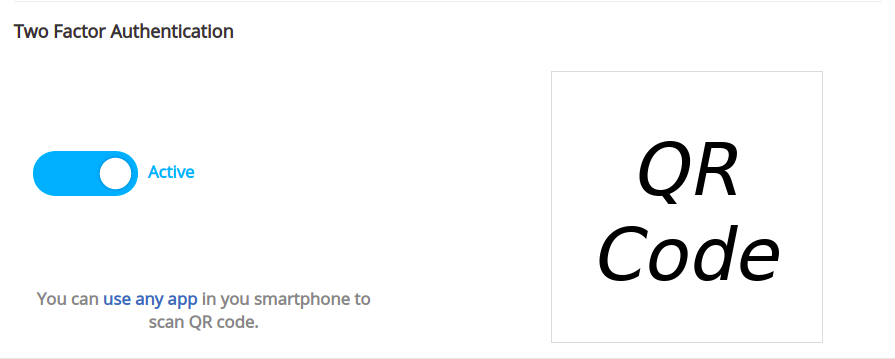 Two Factor Authentication
Active
QR
Code
You can use any app in you smartphone to
scan QR code.